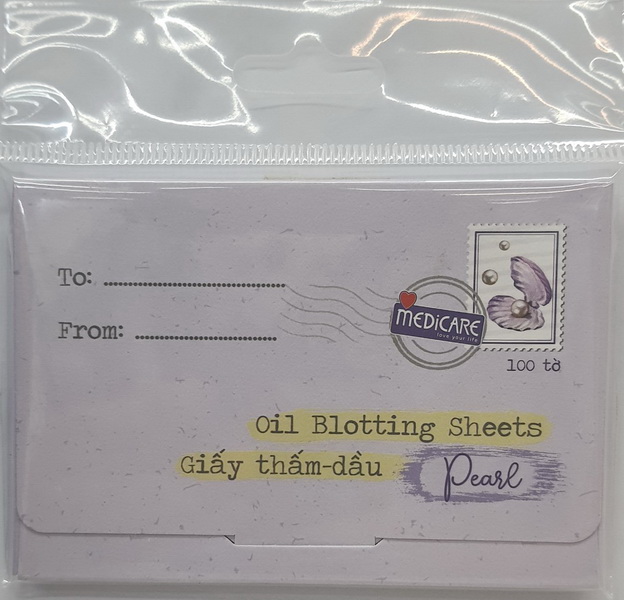 To: ..............................
From: ........................
MEDiCARE
love your life
100 tờ
Oil Blotting Sheets
Giấy thấm-dầu
Pearl